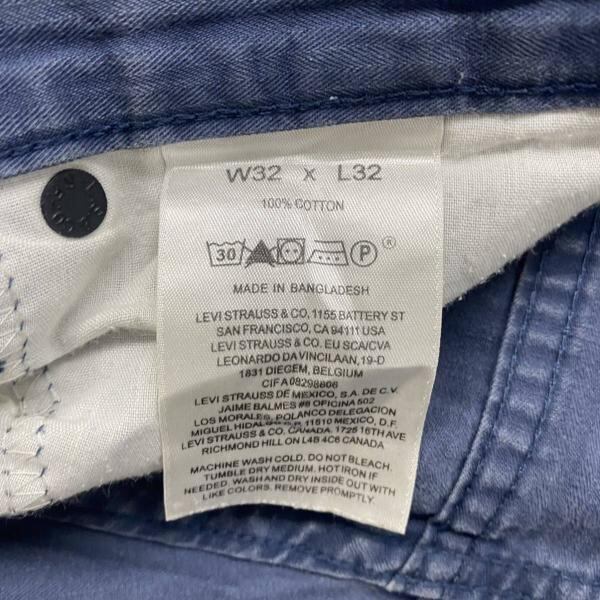 W32 x L32
100% COTTON
30 P ®
MADE IN BANGLADESH
LEVI STRAUSS & CO. 1155 BATTERY ST
SAN FRANCISCO, CA 94111 USA
LEVI STRAUSS & CO. EU SCA/CVA
LEONARDO DA VINCILAAN, 19-D
1831 DIEGEM, BELGIUM
CIF A08298806
LEVI STRAUSS DE MEXICO, S.A. DE C.V.
JAIME BALMES #8 OFICINA 502
LOS MORALES, POLANCO DELEGACION
MIGUEL HIDALGO C.P. 11510 MEXICO, D.F.
LEVI STRAUSS & CO. CANADA. 1725 16TH AVE
RICHMOND HILL ON L4B 4C6 CANADA
MACHINE WASH COLD. DO NOT BLEACH.
TUMBLE DRY MEDIUM. HOT IRON IF
NEEDED. WASH AND DRY INSIDE OUT WITH
LIKE COLORS. REMOVE PROMPTLY.